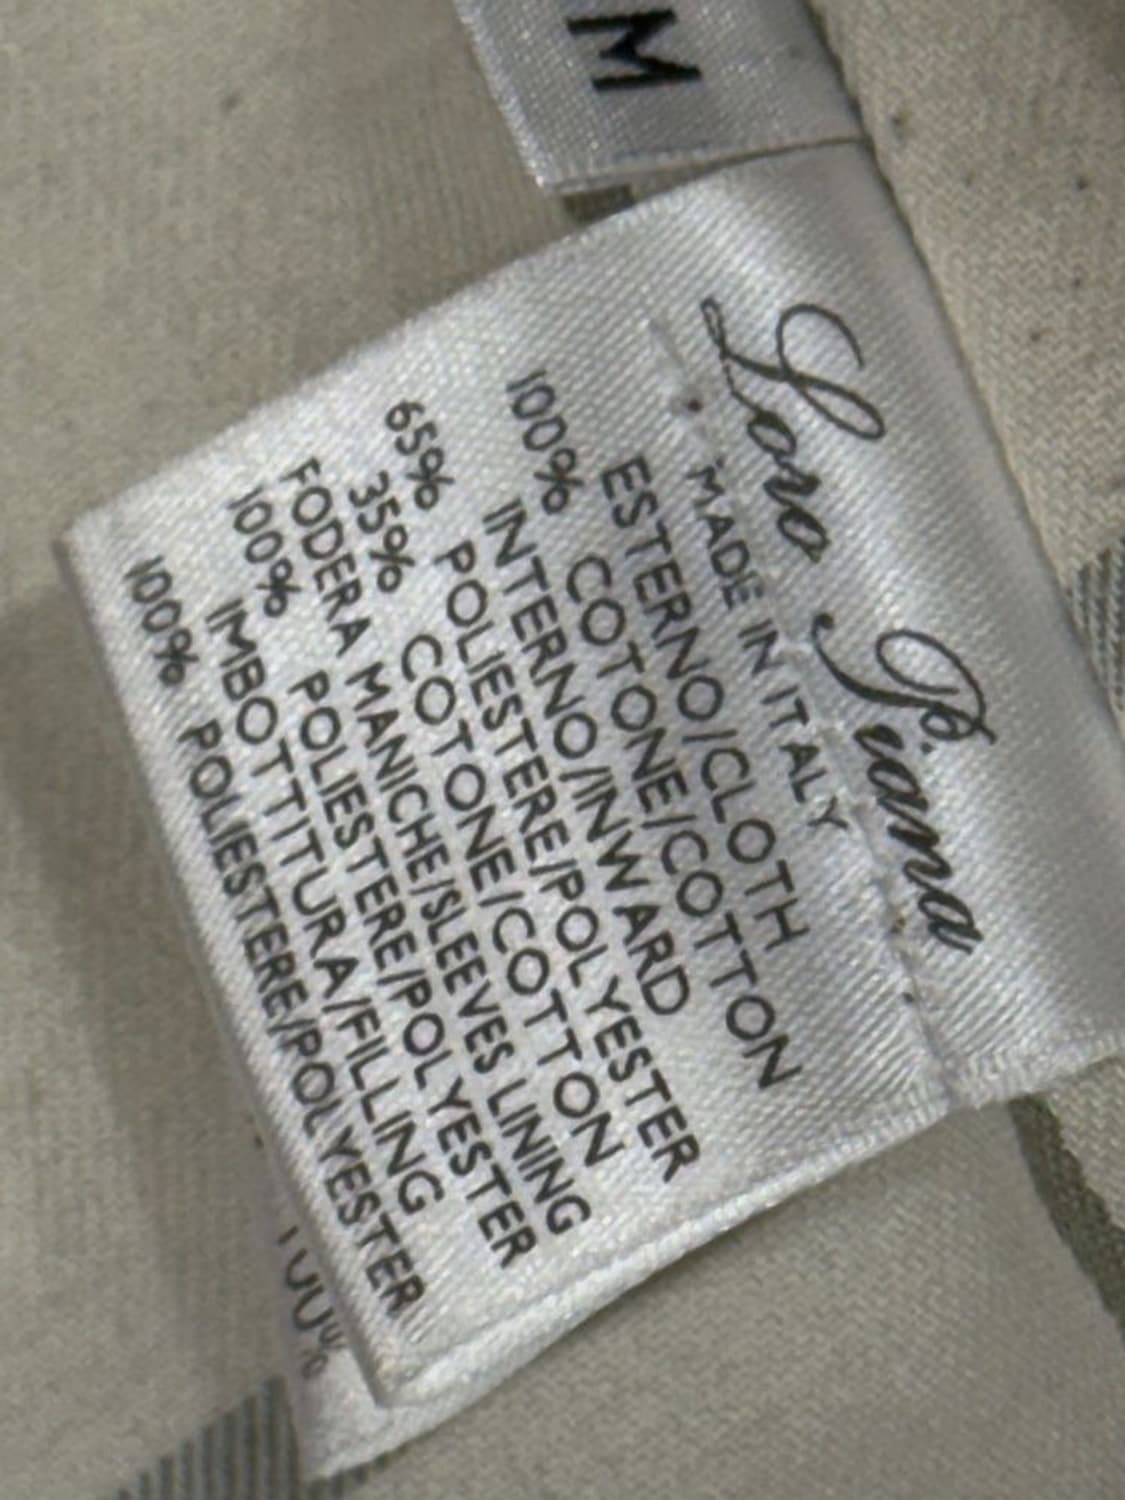 M
Loro Piana
MADE IN ITALY
ESTERNO/CLOTH
100% COTONE/COTTON
INTERNO/INWARD
65% POLIESTERE/POLYESTER
35% COTONE/COTTON
FODERA MANICHE/SLEEVES LINING
100% POLIESTERE/POLYESTER
IMBOTTITURA/FILLING
100% POLIESTERE/POLYESTER
100%